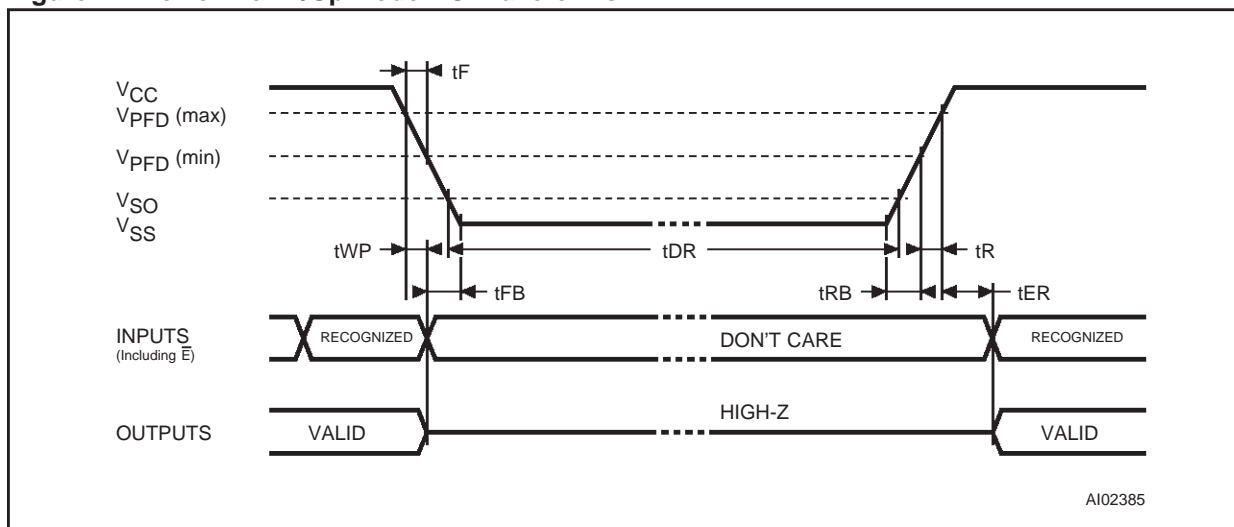 tF
VCC
VPFD (max)
VPFD (min)
VSO
VSS
tWP
tDR
tR
tFB
tRB
tER
INPUTS
(Including E̅)
RECOGNIZED
DON'T CARE
RECOGNIZED
HIGH-Z
OUTPUTS
VALID
VALID
AI02385